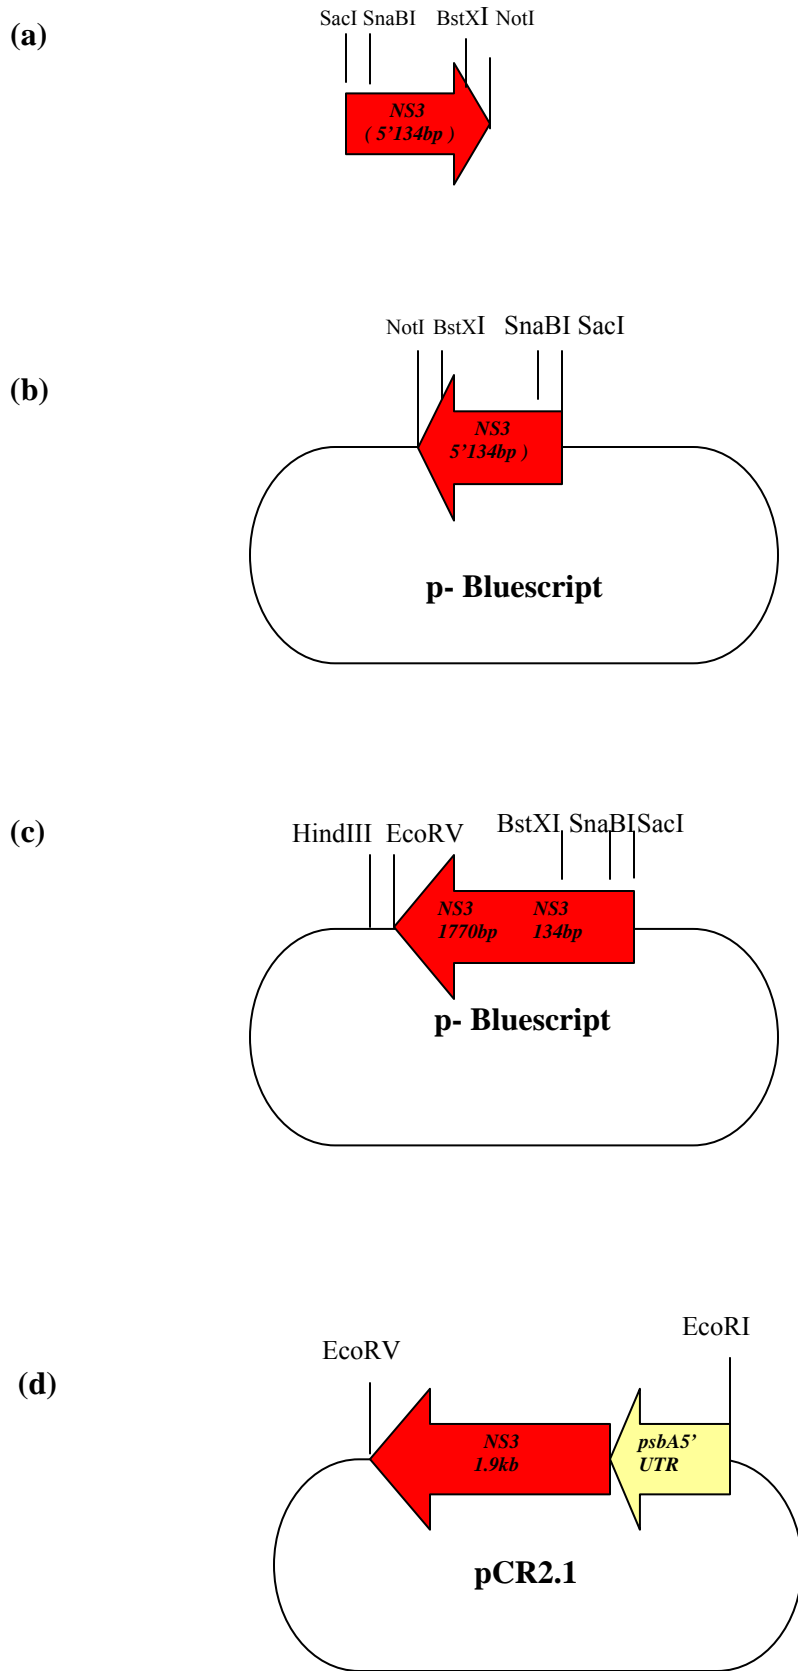 (a)
SacI SnaBI BstXI NotI
NS3
( 5’134bp )
(b)
NotI BstXI SnaBI SacI
NS3
5’134bp )
p- Bluescript
(c)
HindIII EcoRV BstXI SnaBI SacI
NS3 NS3
1770bp 134bp
p- Bluescript
(d)
EcoRV EcoRI
NS3 psbA5’
1.9kb UTR
pCR2.1